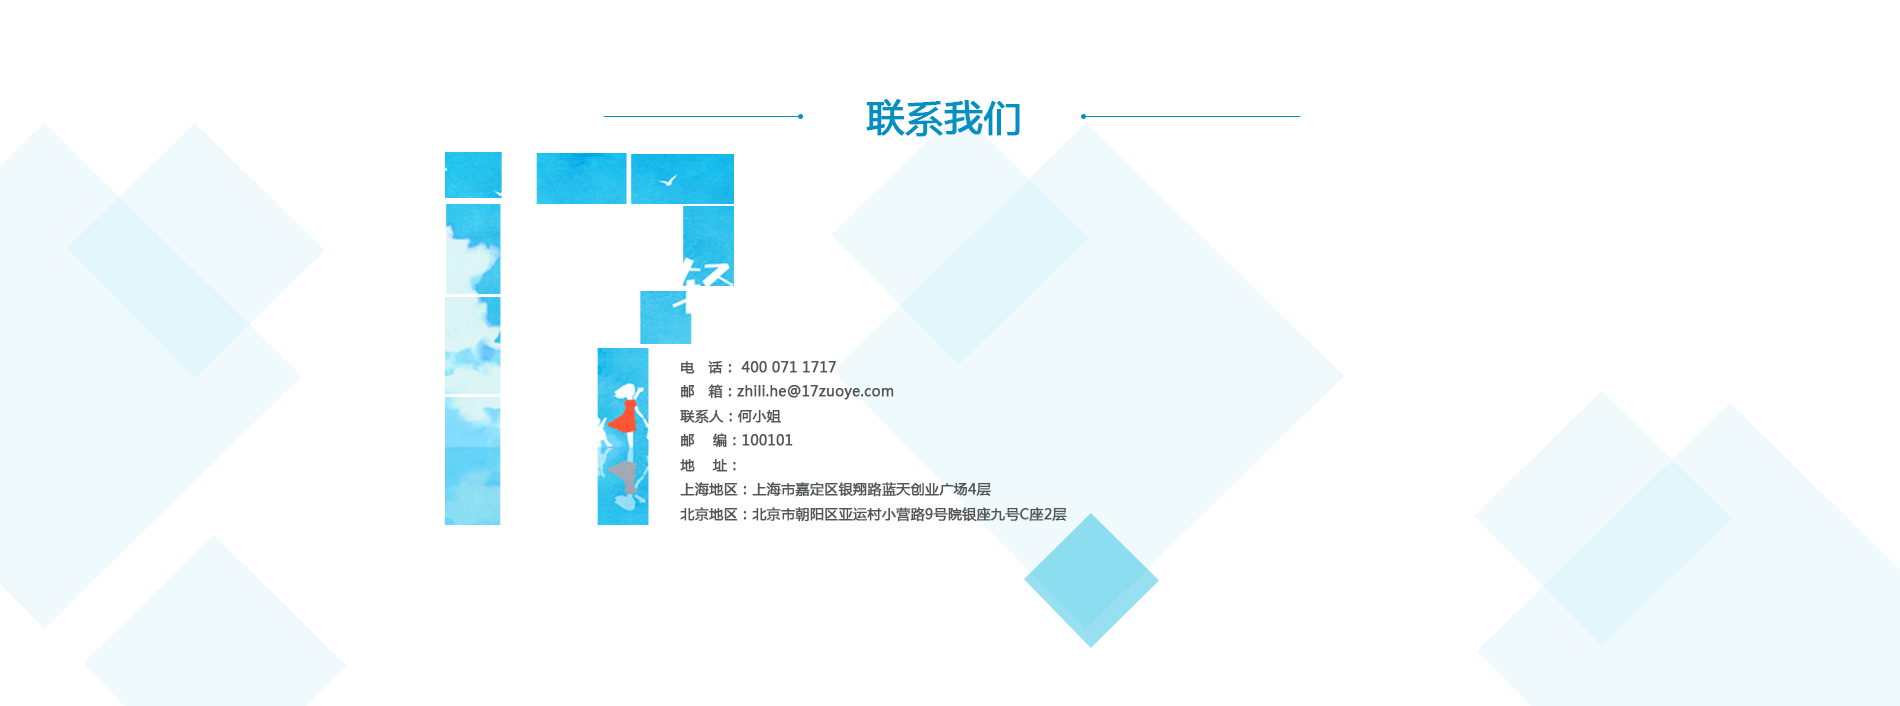 联系我们
电 话： 400 071 1717
邮 箱：zhili.he@17zuoye.com
联系人：何小姐
邮 编：100101
地 址：
上海地区：上海市嘉定区银翔路蓝天创业广场4层
北京地区：北京市朝阳区亚运村小营路9号院银座九号C座2层